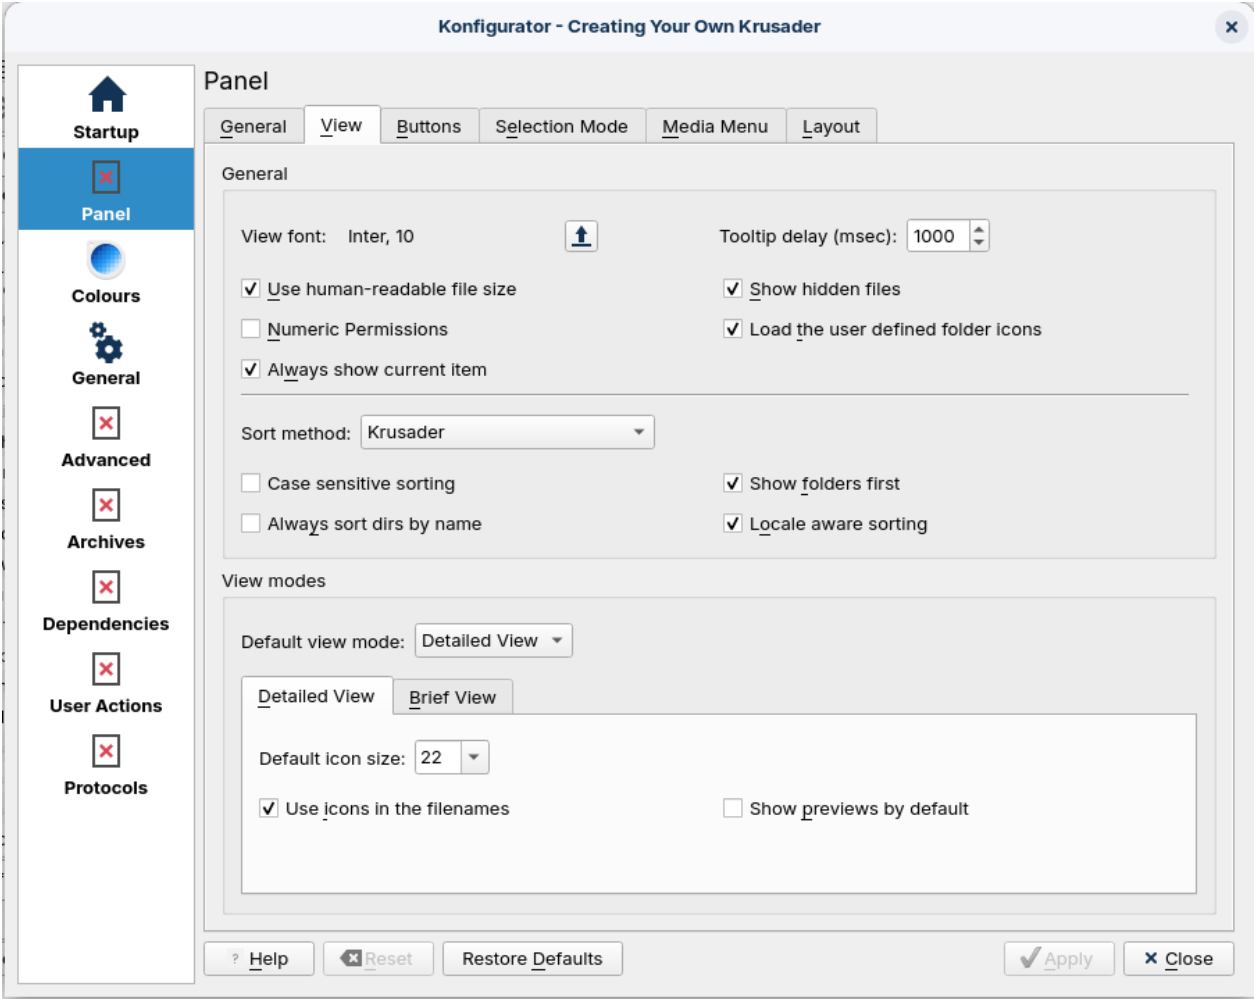 Konfigurator - Creating Your Own Krusader
Startup
Panel
Colours
General
Advanced
Archives
Dependencies
User Actions
Protocols
Panel
General View Buttons Selection Mode Media Menu Layout
General
View font: Inter, 10 Tooltip delay (msec): 1000
Use human-readable file size Show hidden files
Numeric Permissions Load the user defined folder icons
Always show current item
Sort method: Krusader
Case sensitive sorting Show folders first
Always sort dirs by name Locale aware sorting
View modes
Default view mode: Detailed View
Detailed View Brief View
Default icon size: 22
Use icons in the filenames Show previews by default
? Help Reset Restore Defaults Apply Close